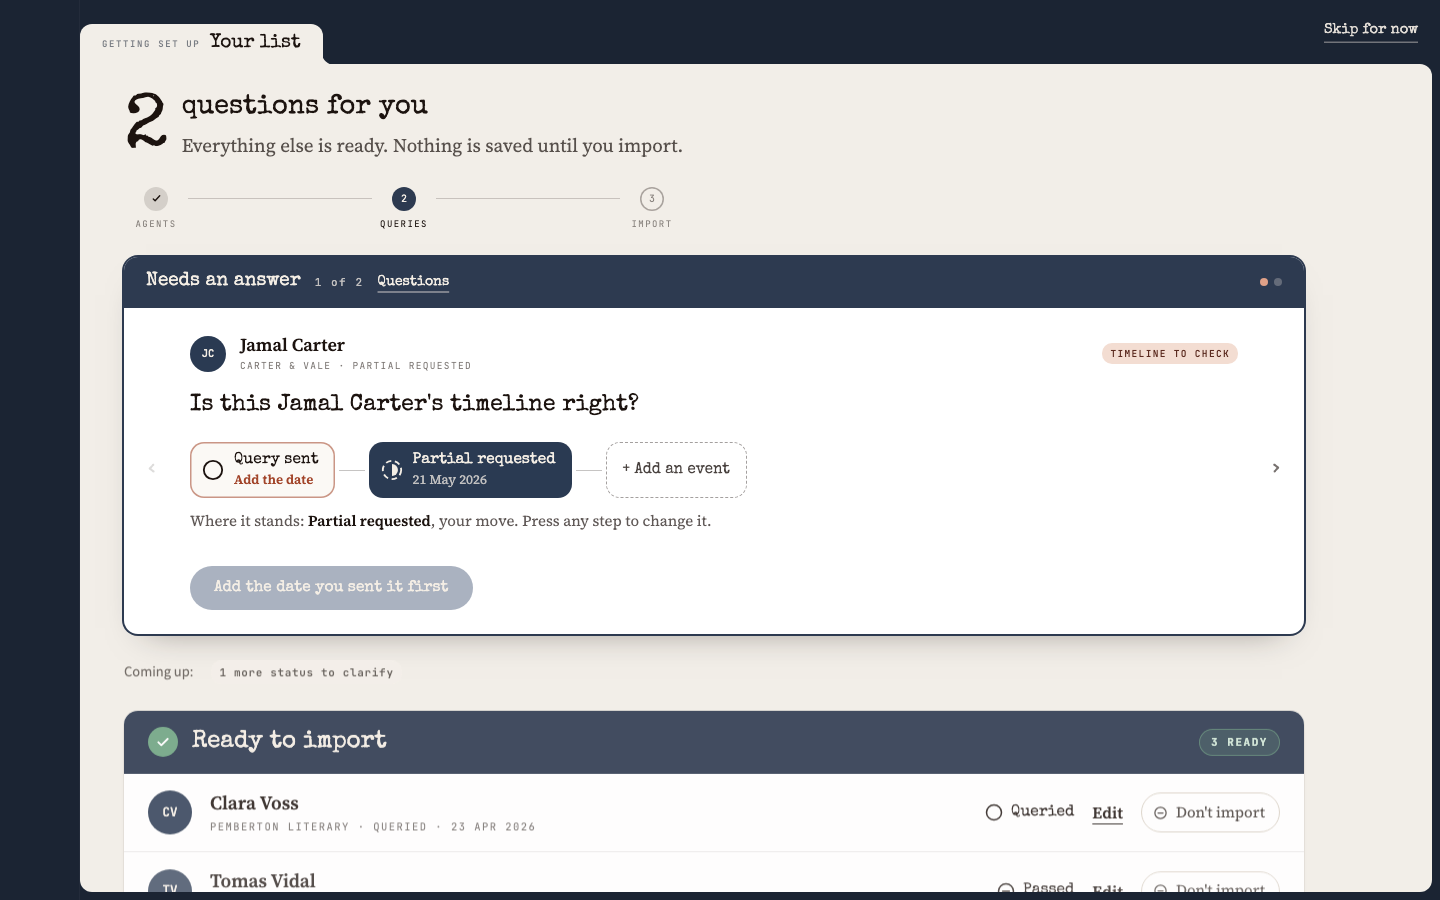 GETTING SET UP Your list
Skip for now
2 questions for you
Everything else is ready. Nothing is saved until you import.
2
3
AGENTS
QUERIES
IMPORT
Needs an answer 1 of 2 Questions
JC
Jamal Carter
CARTER & VALE · PARTIAL REQUESTED
TIMELINE TO CHECK
Is this Jamal Carter's timeline right?
Query sent
Add the date
Partial requested
21 May 2026
+ Add an event
Where it stands: Partial requested, your move. Press any step to change it.
Add the date you sent it first
Coming up: 1 more status to clarify
Ready to import
3 READY
CV
Clara Voss
PEMBERTON LITERARY · QUERIED · 23 APR 2026
Queried Edit Don't import
TV
Tomas Vidal
Passed Edit Don't import